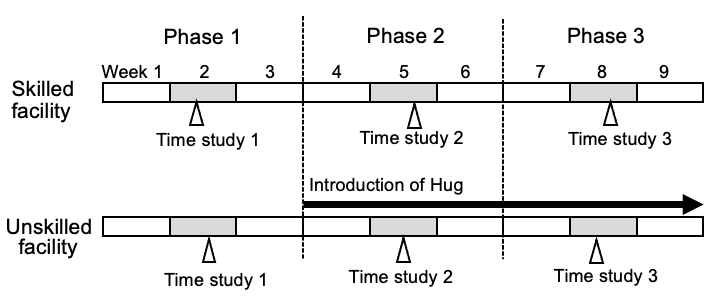 Phase 1 Phase 2 Phase 3
Week 1 2 3 4 5 6 7 8 9
Skilled
facility
Time study 1 Time study 2 Time study 3
Introduction of Hug
Unskilled
facility
Time study 1 Time study 2 Time study 3